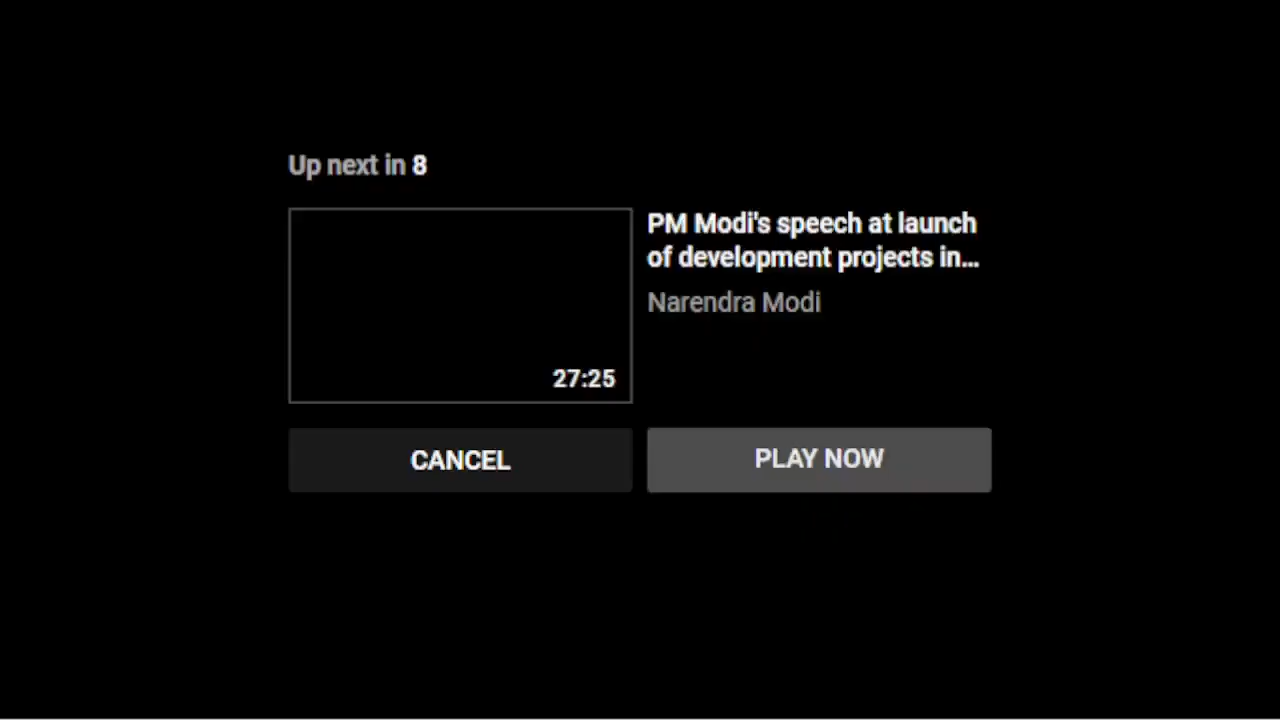 Up next in 8
PM Modi's speech at launch
of development projects in...
Narendra Modi
27:25
CANCEL
PLAY NOW